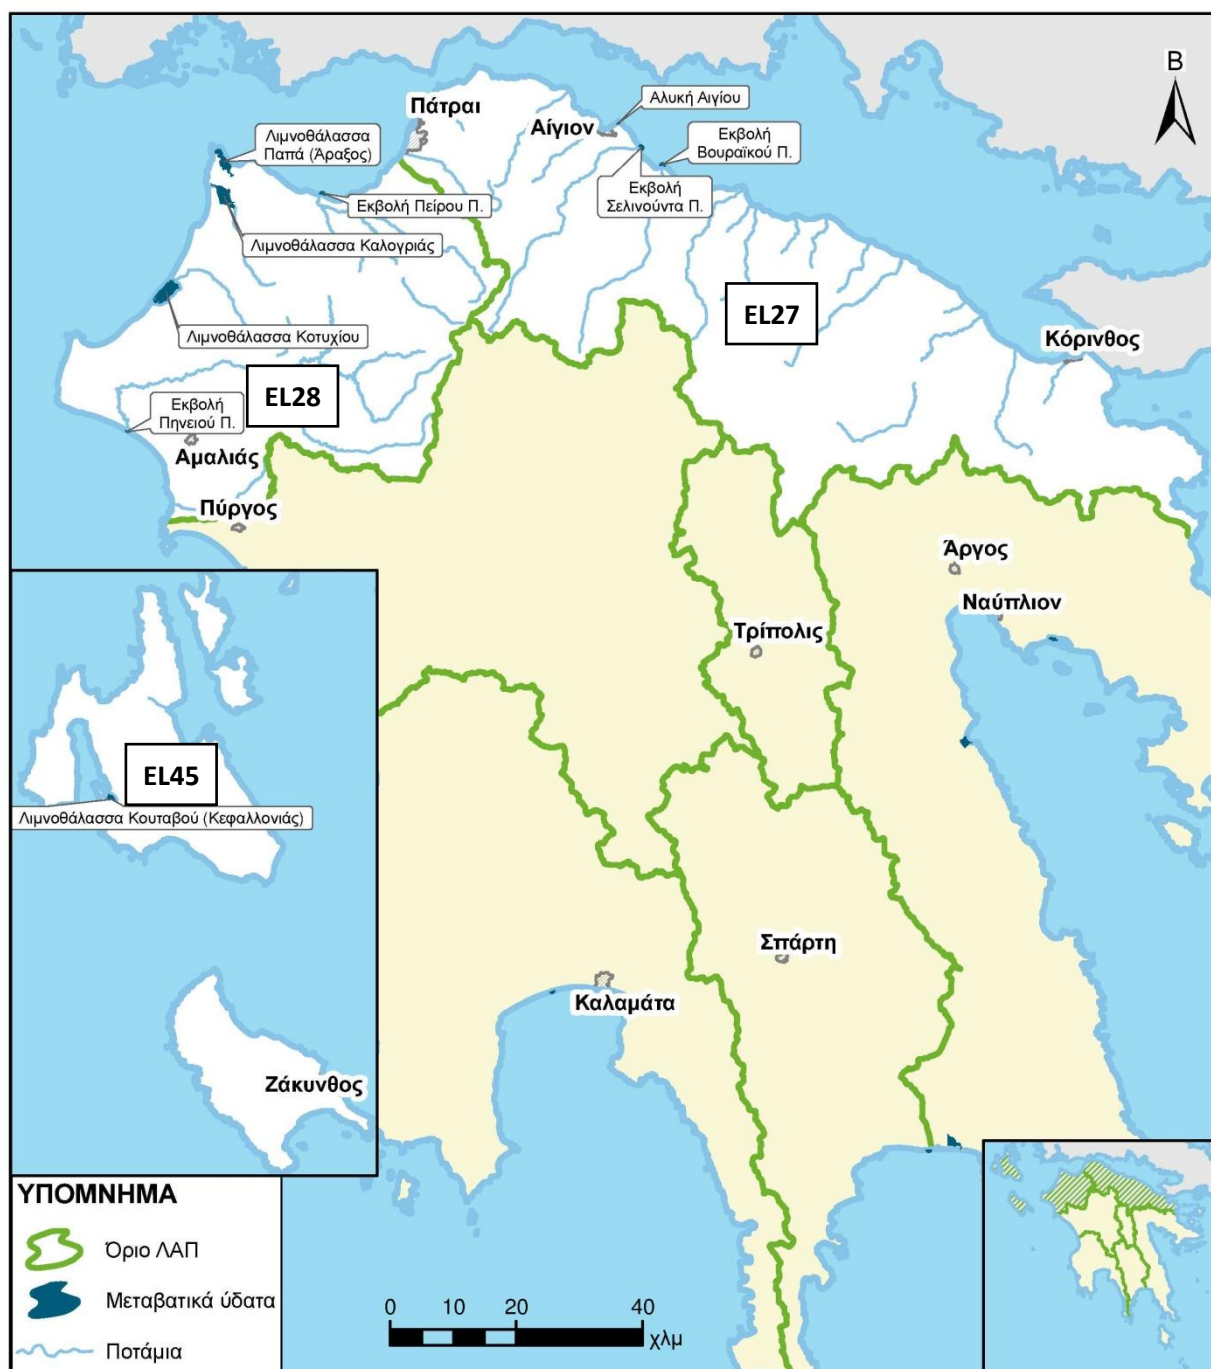 Β
Πάτραι
Αίγιον
Αλυκή Αιγίου
Εκβολή
Βουραϊκού Π.
Λιμνοθάλασσα
Παπά (Άραξος)
Εκβολή Πείρου Π.
Εκβολή
Σελινούντα Π.
Λιμνοθάλασσα Καλογριάς
EL27
Λιμνοθάλασσα Κοτυχίου
Κόρινθος
EL28
Εκβολή
Πηνειού Π.
Αμαλιάς
Πύργος
Άργος
Ναύπλιον
Τρίπολις
EL45
Λιμνοθάλασσα Κουταβού (Κεφαλλονιάς)
Σπάρτη
Καλαμάτα
Ζάκυνθος
ΥΠΟΜΝΗΜΑ
Όριο ΛΑΠ
Μεταβατικά ύδατα
Ποτάμια
0 10 20 40
χλμ